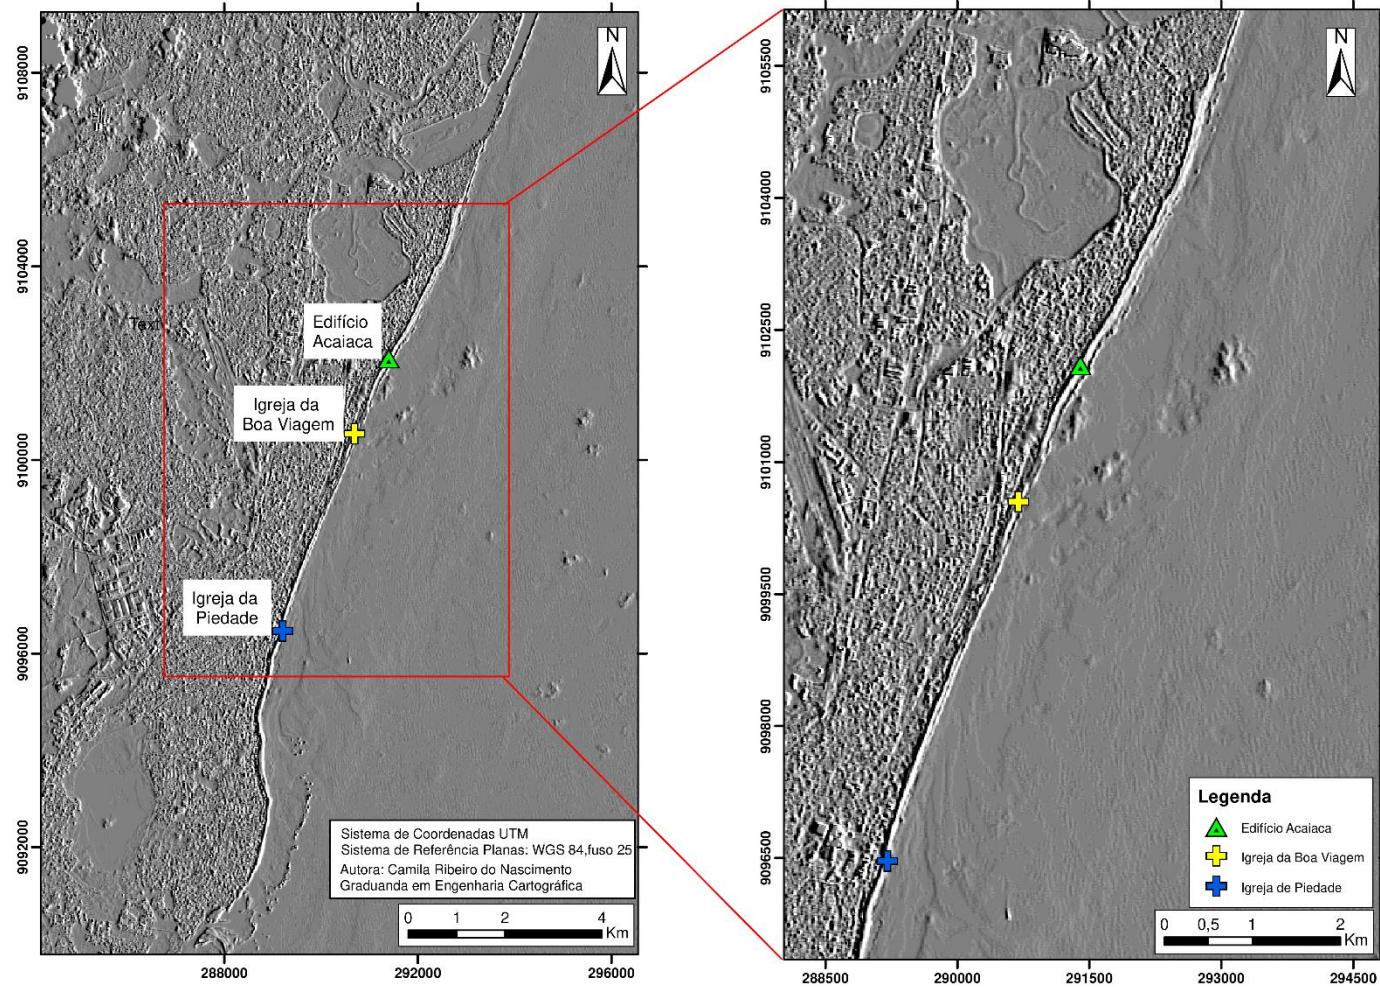 N
9108000
9104000
9100000
9096000
9092000
Text
Edifício
Acaiaca
Igreja da
Boa Viagem
Igreja da
Piedade
Sistema de Coordenadas UTM
Sistema de Referência Planas: WGS 84,fuso 25
Autora: Camila Ribeiro do Nascimento
Graduanda em Engenharia Cartográfica
0 1 2 4
Km
288000 292000 296000
N
9105500
9104000
9102500
9101000
9099500
9098000
9096500
Legenda
Edifício Acaiaca
Igreja da Boa Viagem
Igreja de Piedade
0 0,5 1 2
Km
288500 290000 291500 293000 294500